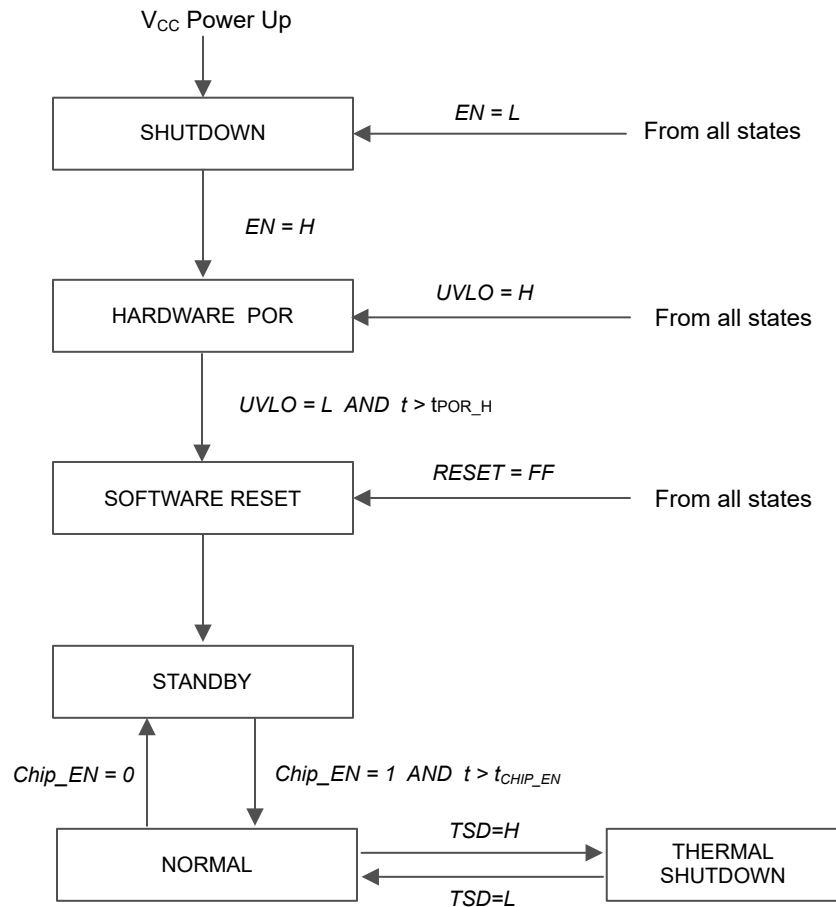 V_CC Power Up
SHUTDOWN
EN = L
From all states
EN = H
HARDWARE POR
UVLO = H
From all states
UVLO = L AND t > t_POR_H
SOFTWARE RESET
RESET = FF
From all states
STANDBY
Chip_EN = 0
Chip_EN = 1 AND t > t_CHIP_EN
NORMAL
TSD=H
TSD=L
THERMAL
SHUTDOWN